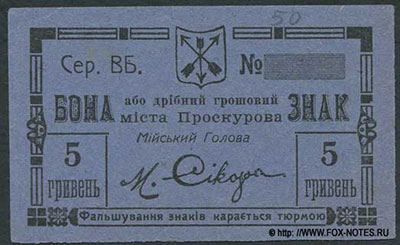 50
Сер. ВБ. №
БОНА або дрібний грошовий ЗНАК
міста Проскурова
Мійський Голова
5 5
гривень М. Сікора гривень
Фальшування знаків карається тюрмою
© http://www.FOX-NOTES.RU